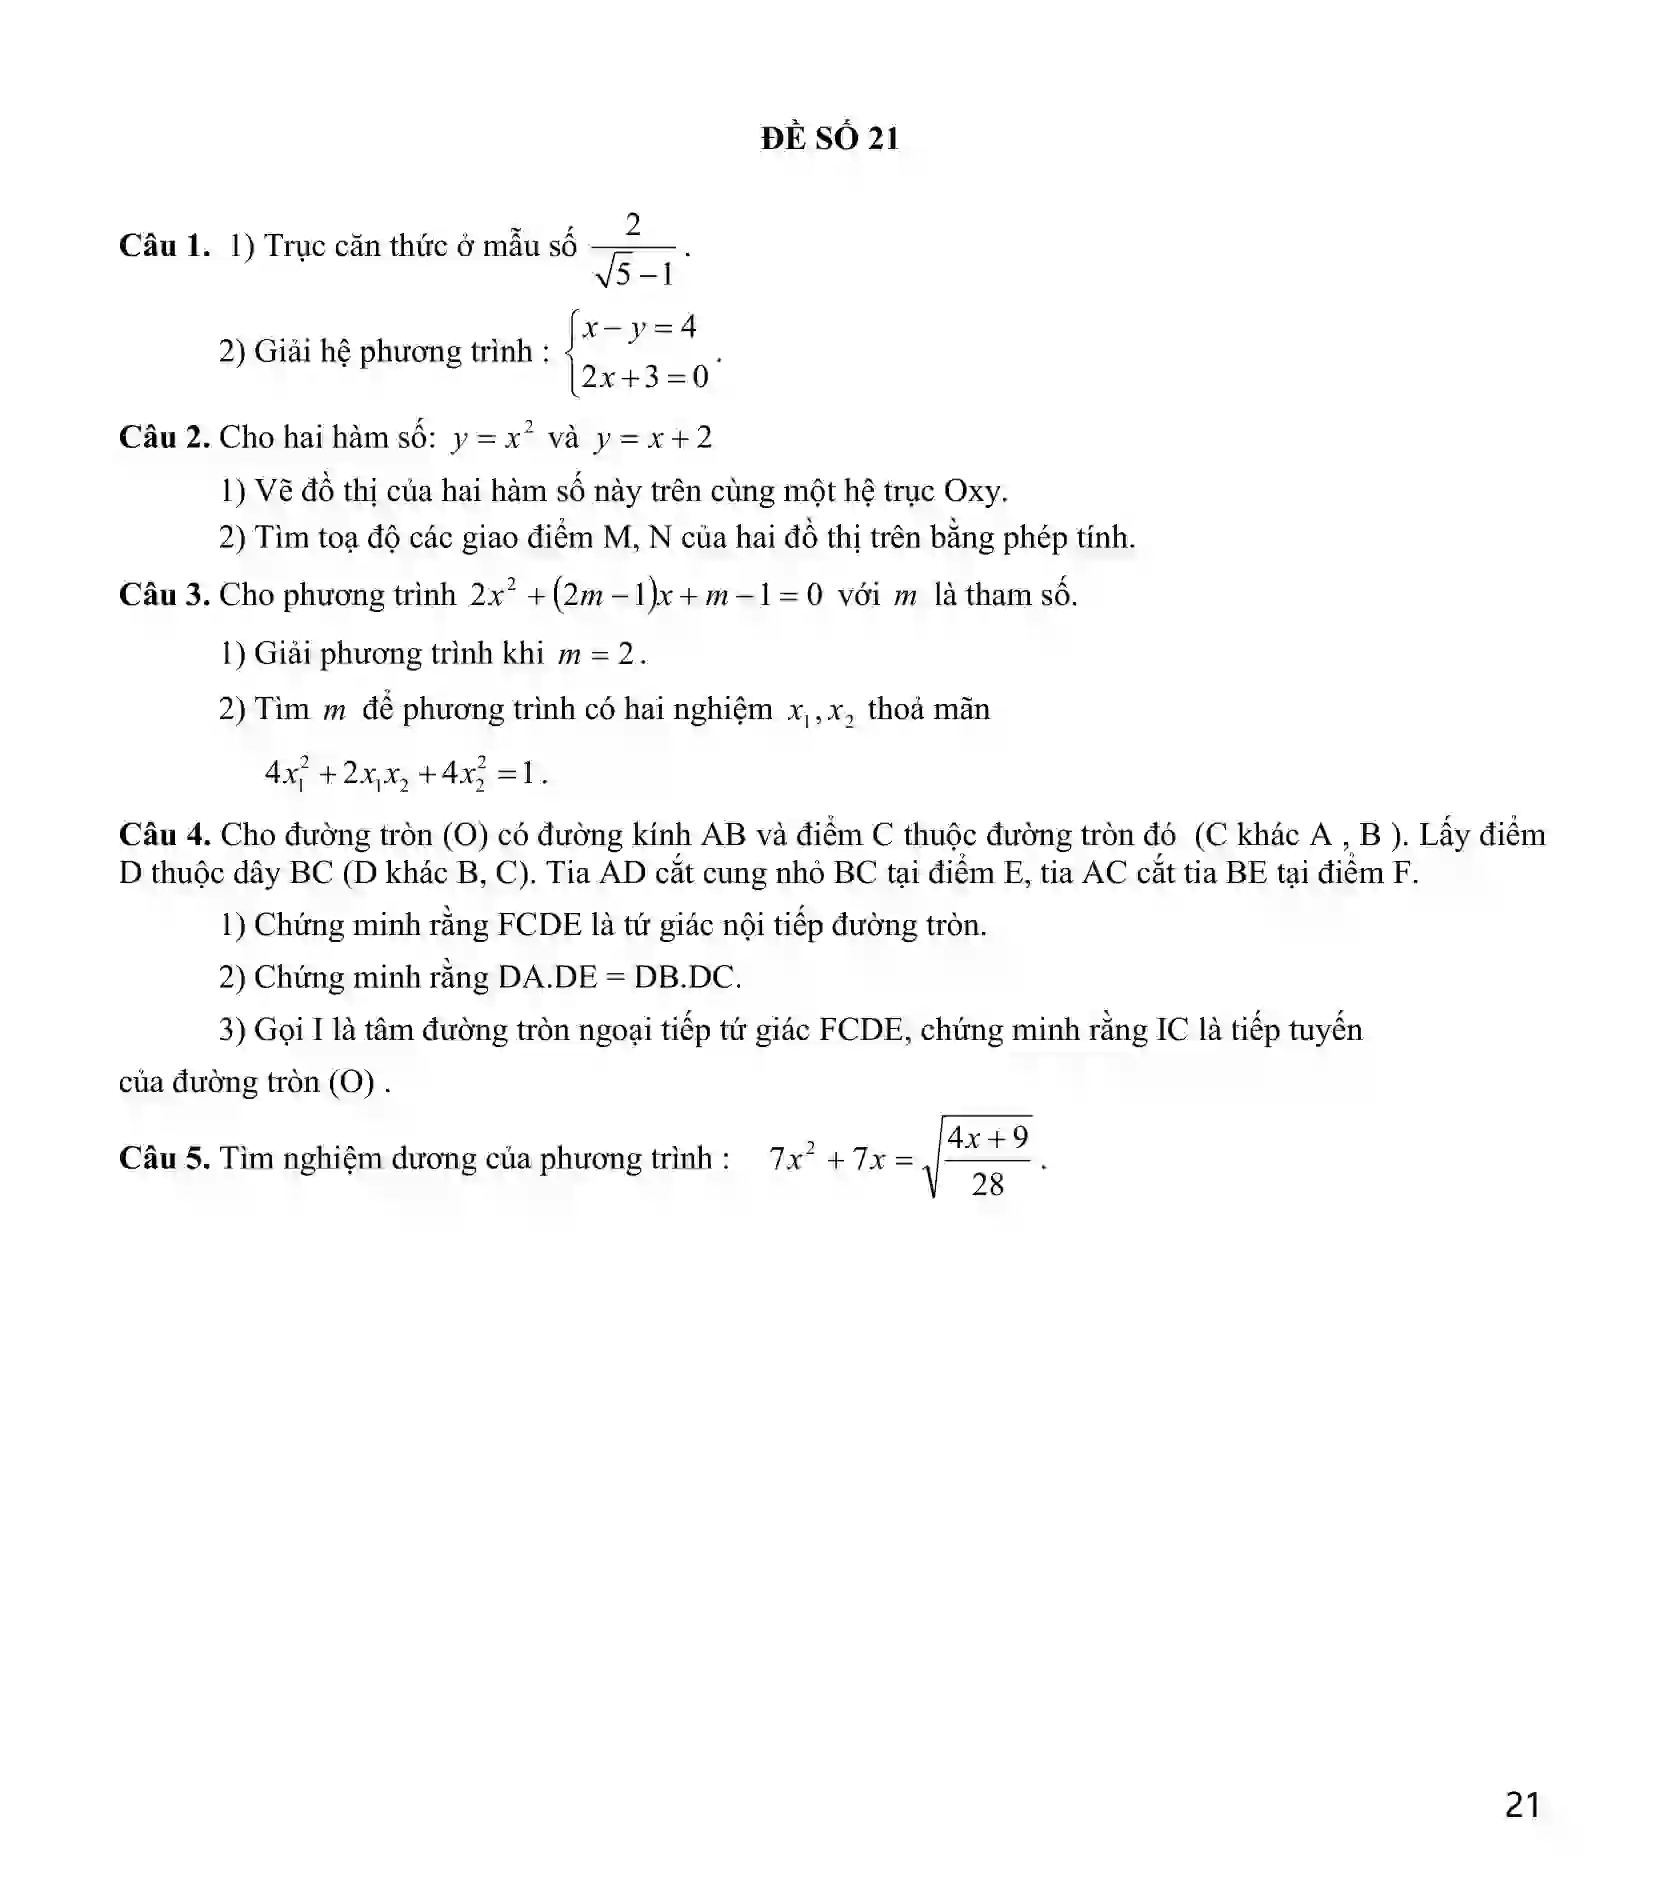 ĐỀ SỐ 21
Câu 1. 1) Trục căn thức ở mẫu số $\frac{2}{\sqrt{5}-1}$.
2) Giải hệ phương trình : $\begin{cases} x-y=4 \\ 2x+3=0 \end{cases}$.
Câu 2. Cho hai hàm số: $y=x^2$ và $y=x+2$
1) Vẽ đồ thị của hai hàm số này trên cùng một hệ trục Oxy.
2) Tìm toạ độ các giao điểm M, N của hai đồ thị trên bằng phép tính.
Câu 3. Cho phương trình $2x^2+(2m-1)x+m-1=0$ với $m$ là tham số.
1) Giải phương trình khi $m=2$.
2) Tìm $m$ để phương trình có hai nghiệm $x_1, x_2$ thoả mãn
$4x_1^2+2x_1x_2+4x_2^2=1$.
Câu 4. Cho đường tròn (O) có đường kính AB và điểm C thuộc đường tròn đó (C khác A , B ). Lấy điểm
D thuộc dây BC (D khác B, C). Tia AD cắt cung nhỏ BC tại điểm E, tia AC cắt tia BE tại điểm F.
1) Chứng minh rằng FCDE là tứ giác nội tiếp đường tròn.
2) Chứng minh rằng DA.DE = DB.DC.
3) Gọi I là tâm đường tròn ngoại tiếp tứ giác FCDE, chứng minh rằng IC là tiếp tuyến
của đường tròn (O) .
Câu 5. Tìm nghiệm dương của phương trình : $7x^2+7x=\sqrt{\frac{4x+9}{28}}$.
21